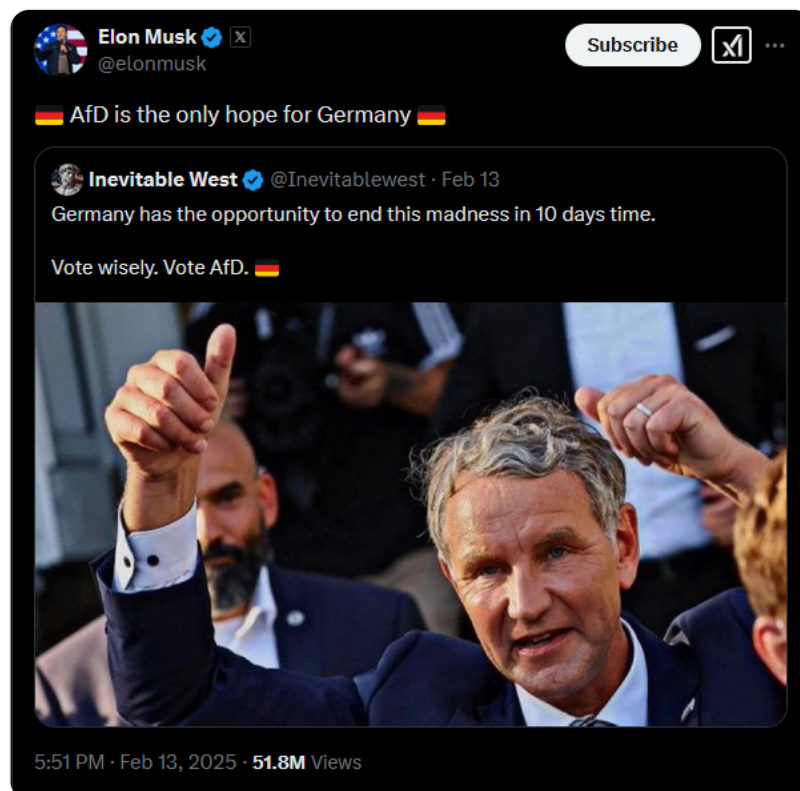 Elon Musk
@elonmusk
Subscribe
🇩🇪 AfD is the only hope for Germany 🇩🇪
Inevitable West @Inevitablewest · Feb 13
Germany has the opportunity to end this madness in 10 days time.
Vote wisely. Vote AfD. 🇩🇪
5:51 PM · Feb 13, 2025 · 51.8M Views